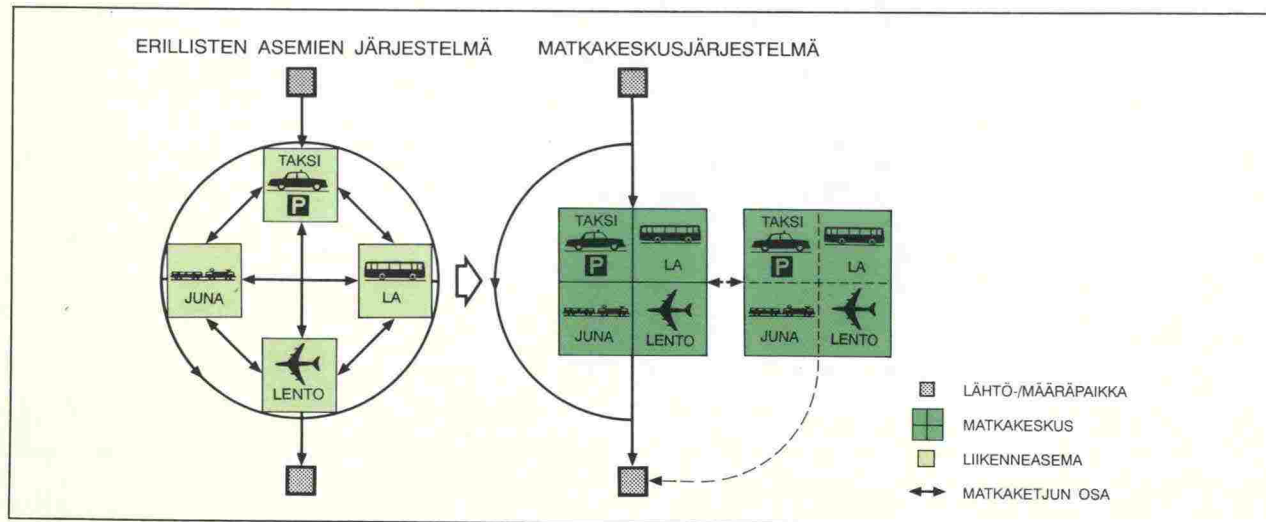 ERILLISTEN ASEMIEN JÄRJESTELMÄ
TAKSI
P
JUNA
LA
LENTO
MATKAKESKUSJÄRJESTELMÄ
TAKSI
P
LA
JUNA
LENTO
TAKSI
P
LA
JUNA
LENTO
LÄHTÖ-/MÄÄRÄPAIKKA
MATKAKESKUS
LIIKENNEASEMA
MATKAKETJUN OSA